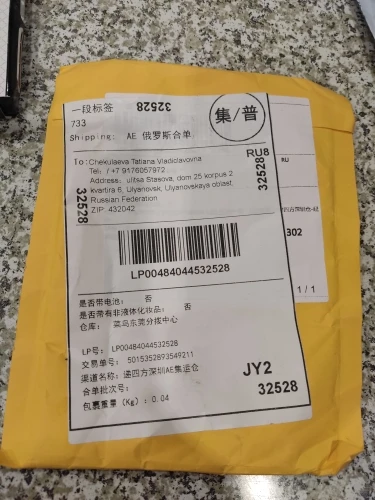 一段标签
32528
733
集/普
Shipping: AE 俄罗斯合单
RU8
RU
To: Chekulaeva Tatiana Vladiclavovna
Tel: / +7 9176057972
Address: ulitsa Stasova, dom 25 korpus 2
kvartira 6, Ulyanovsk, Ulyanovskaya oblast,
Russian Federation
ZIP: 432042
32528
32528
302
LP00484044532528
1 / 1
是否带电池: 否
是否带有非液体化妆品: 否
仓库: 菜鸟东莞分拨中心
LP号: LP00484044532528
交易单号: 5015352893549211
渠道名称: 递四方深圳AE集运仓
合单批次号:
包裹重量 (Kg): 0.04
JY2
32528